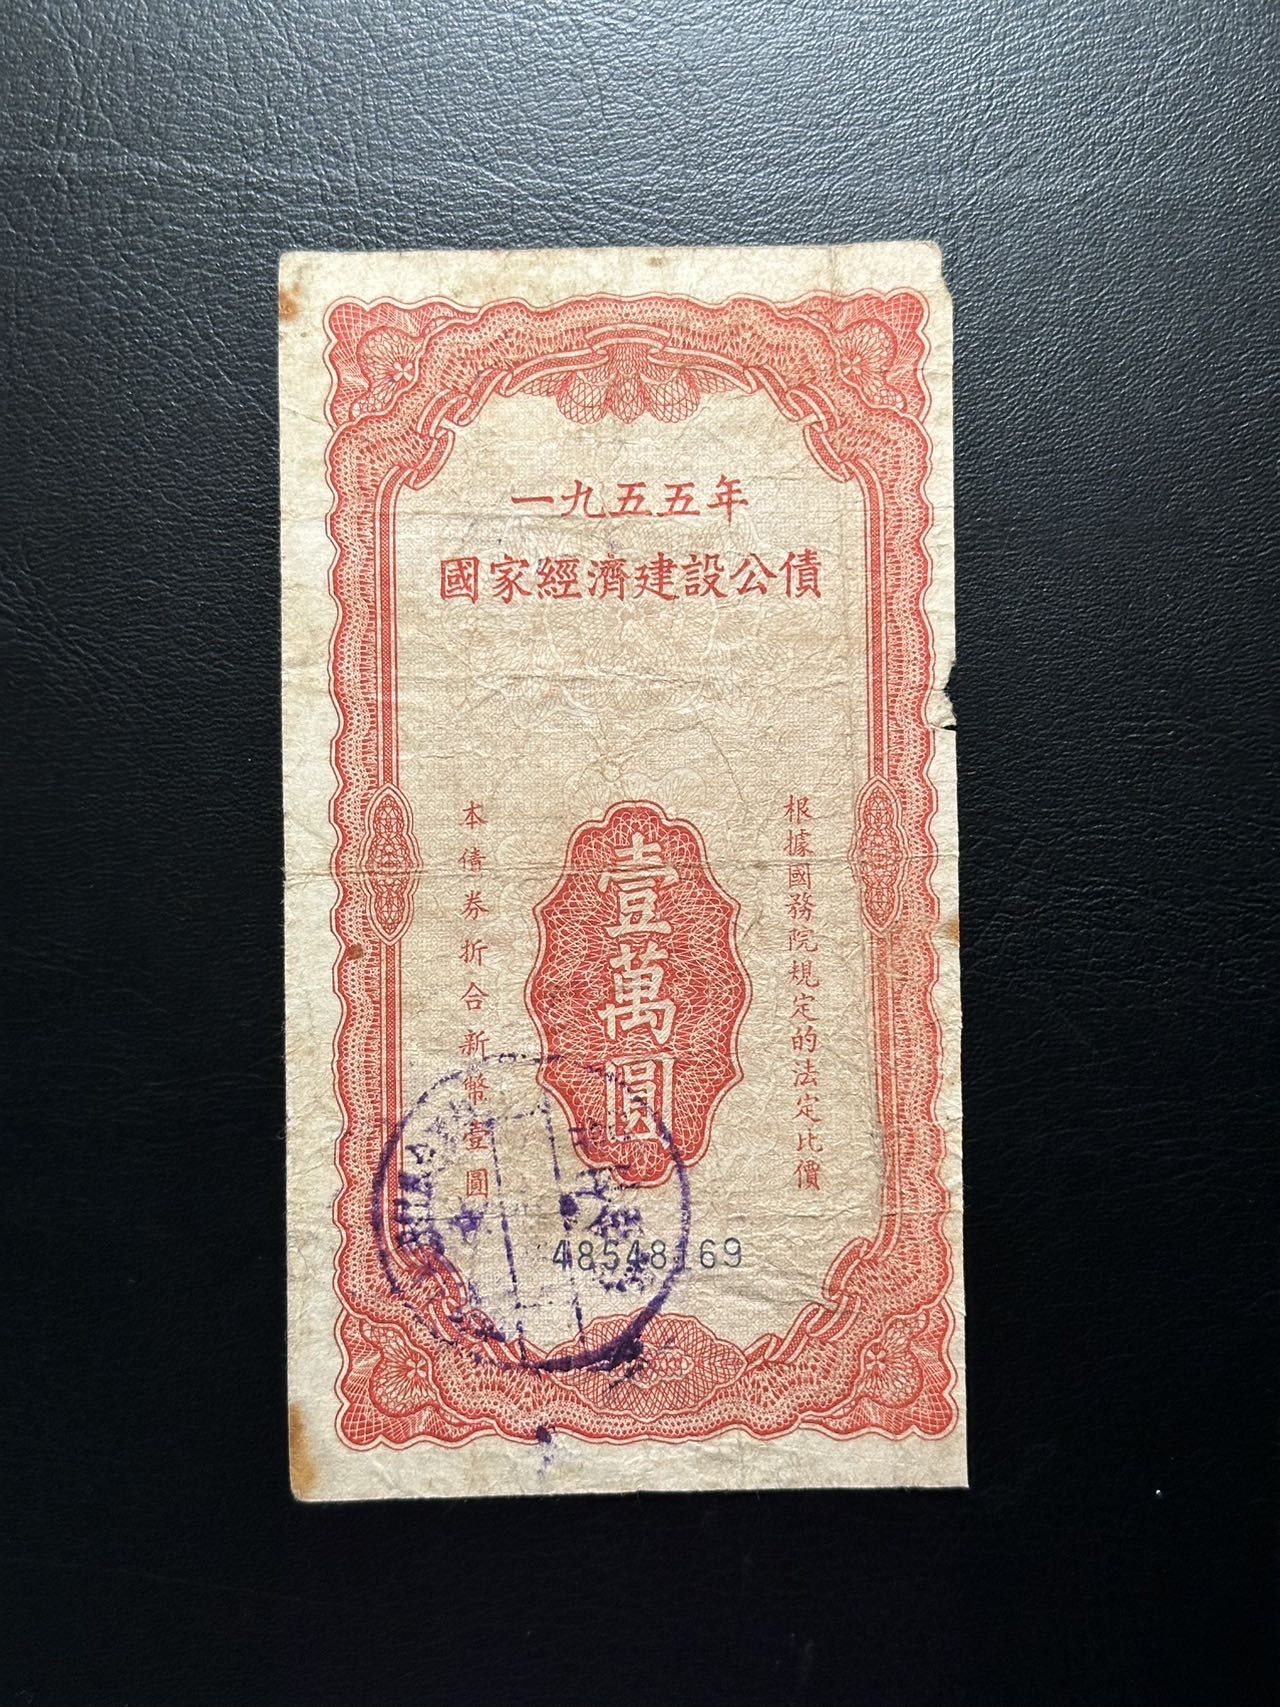 一九五五年
國家經濟建設公債
根據國務院規定的法定比價
壹萬圓
本債券折合新幣壹圓
48548169